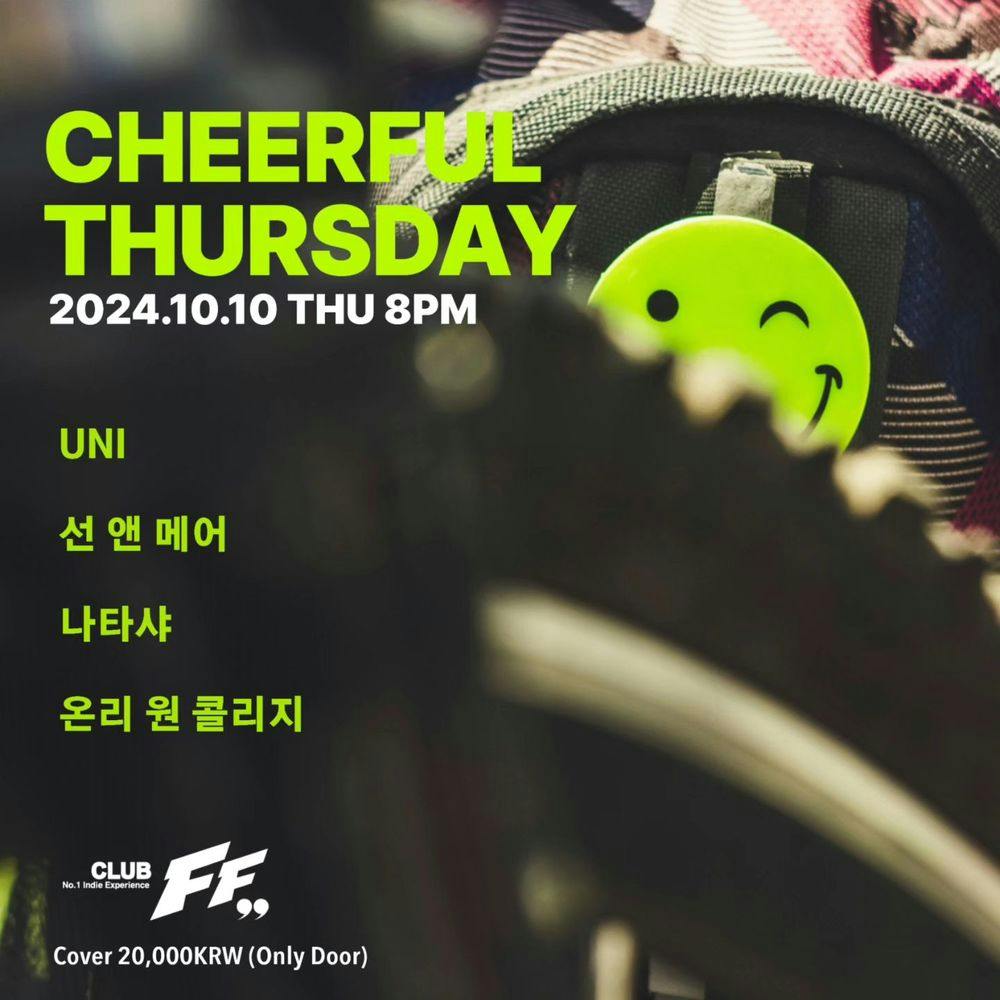 CHEERFUL
THURSDAY
2024.10.10 THU 8PM
UNI
선 앤 메어
나타샤
온리 원 콜리지
CLUB
No.1 Indie Experience
FF,,
Cover 20,000KRW (Only Door)